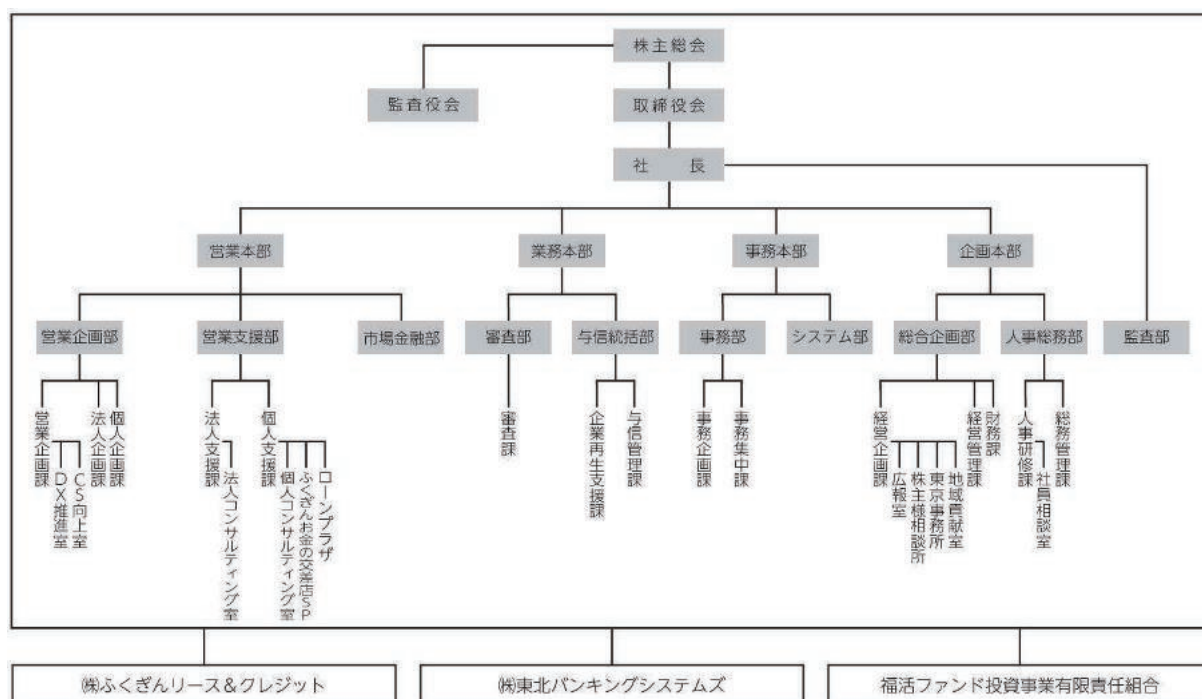 株主総会
監査役会
取締役会
社長
営業本部
業務本部
事務本部
企画本部
営業企画部
営業支援部
市場金融部
審査部
与信統括部
事務部
システム部
総合企画部
人事総務部
監査部
営業企画課
DX推進室
CS向上室
法人企画課
個人企画課
法人支援課
法人コンサルティング室
個人支援課
個人コンサルティング室
ふくぎんお金の交差店SP
ローンプラザ
審査課
企業再生支援課
与信管理課
事務企画課
事務集中課
経営企画課
広報室
株主様相談所
東京事務所
地域貢献室
経営管理課
財務課
人事研修課
社員相談室
総務管理課
㈱ふくぎんリース&クレジット
㈱東北バンキングシステムズ
福活ファンド投資事業有限責任組合